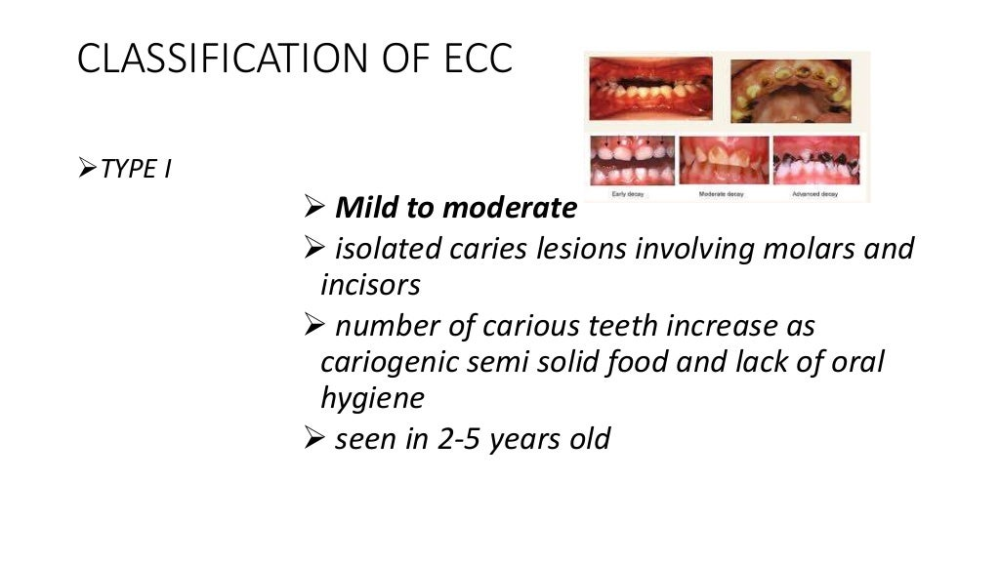 CLASSIFICATION OF ECC
Early decay
Moderate decay
Advanced decay
➢TYPE I
➢ Mild to moderate
➢ isolated caries lesions involving molars and
incisors
➢ number of carious teeth increase as
cariogenic semi solid food and lack of oral
hygiene
➢ seen in 2-5 years old